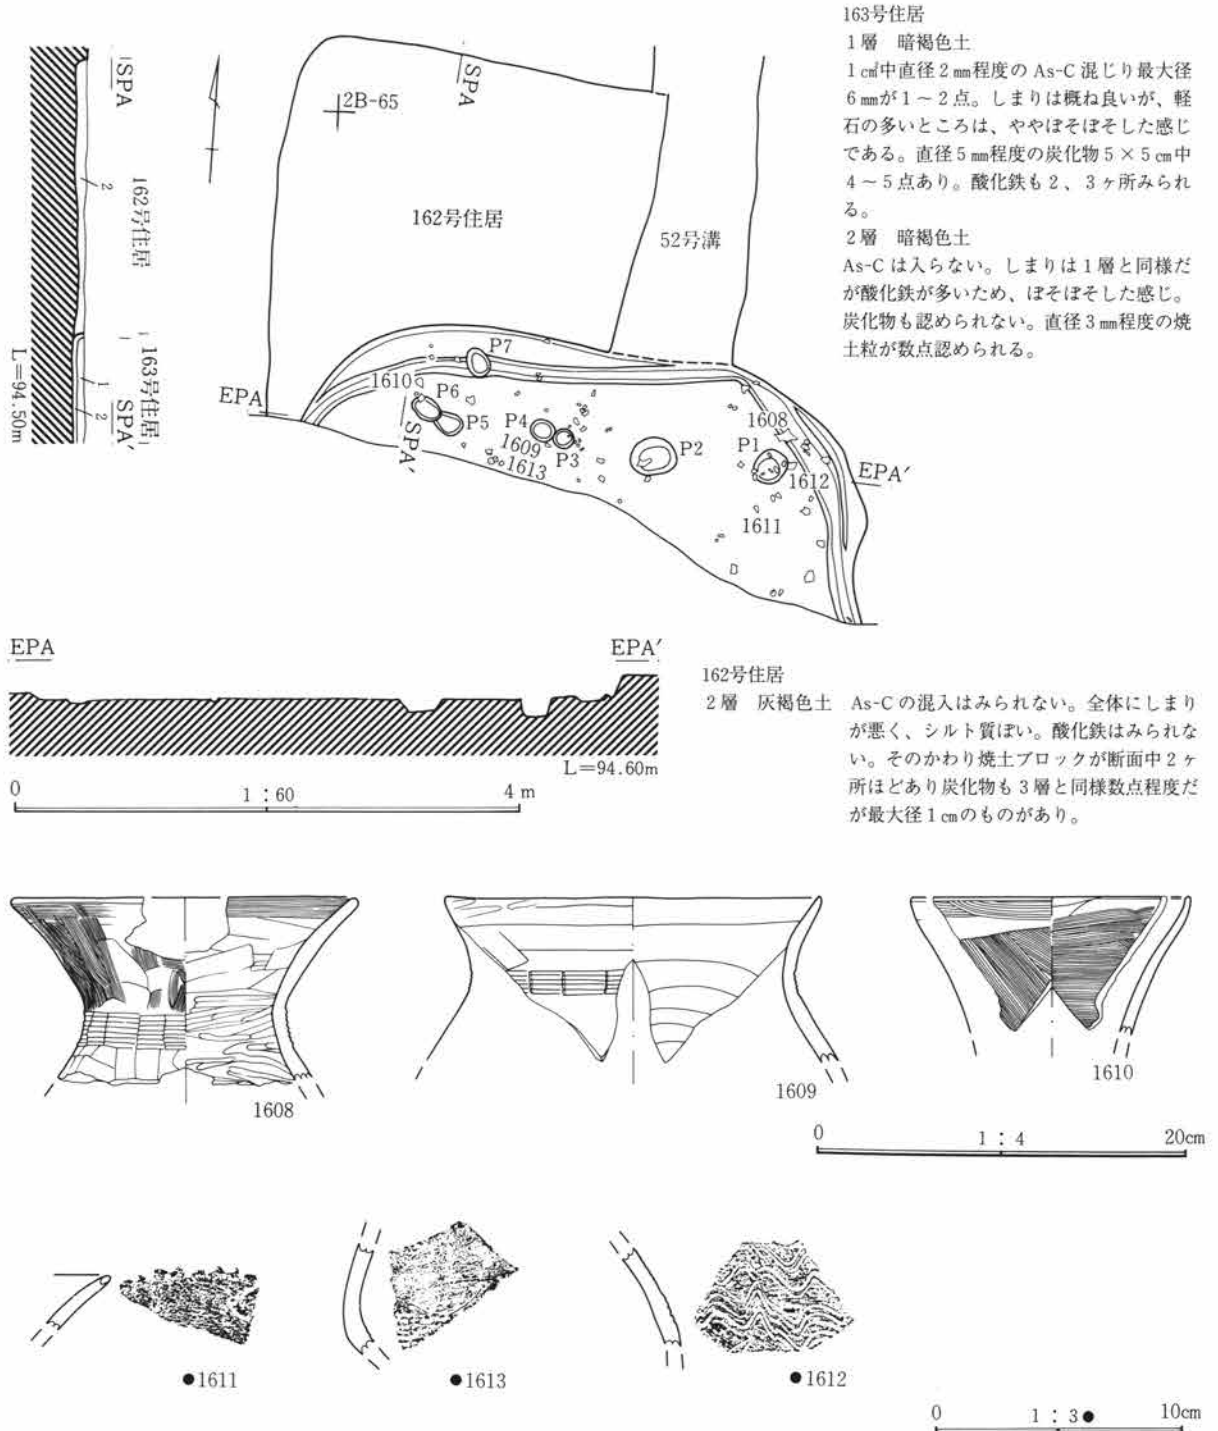 163号住居
1層　暗褐色土
1㎠中直径2㎜程度のAs-C混じり最大径
6㎜が1～2点。しまりは概ね良いが、軽
石の多いところは、ややぼそぼそした感じ
である。直径5㎜程度の炭化物5×5㎝中
4～5点あり。酸化鉄も2、3ヶ所みられ
る。
2層　暗褐色土
As-Cは入らない。しまりは1層と同様だ
が酸化鉄が多いため、ぼそぼそした感じ。
炭化物も認められない。直径3㎜程度の焼
土粒が数点認められる。
SPA
162号住居
2
163号住居
1
2
SPA′
L=94.50m
SPA
2B-65
162号住居
52号溝
P7
1610
P6
EPA
P5
P4
1609
P3
1613
SPA′
P2
1608
P1
1612
EPA′
1611
EPA
EPA′
L=94.60m
0
1：60
4m
162号住居
2層　灰褐色土　As-Cの混入はみられない。全体にしまり
が悪く、シルト質ぽい。酸化鉄はみられな
い。そのかわり焼土ブロックが断面中2ヶ
所ほどあり炭化物も3層と同様数点程度だ
が最大径1㎝のものがあり。
1608
1609
1610
0
1：4
20cm
●1611
●1613
●1612
0
1：3●
10cm